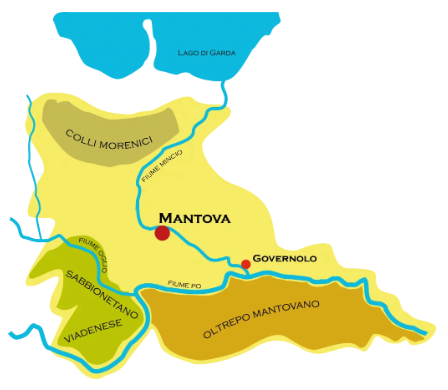 Lago di Garda
Colli Morenici
Fiume Mincio
Mantova
Governolo
Fiume Oglio
Fiume Po
Sabbionetano
Viadenese
Oltrepo Mantovano